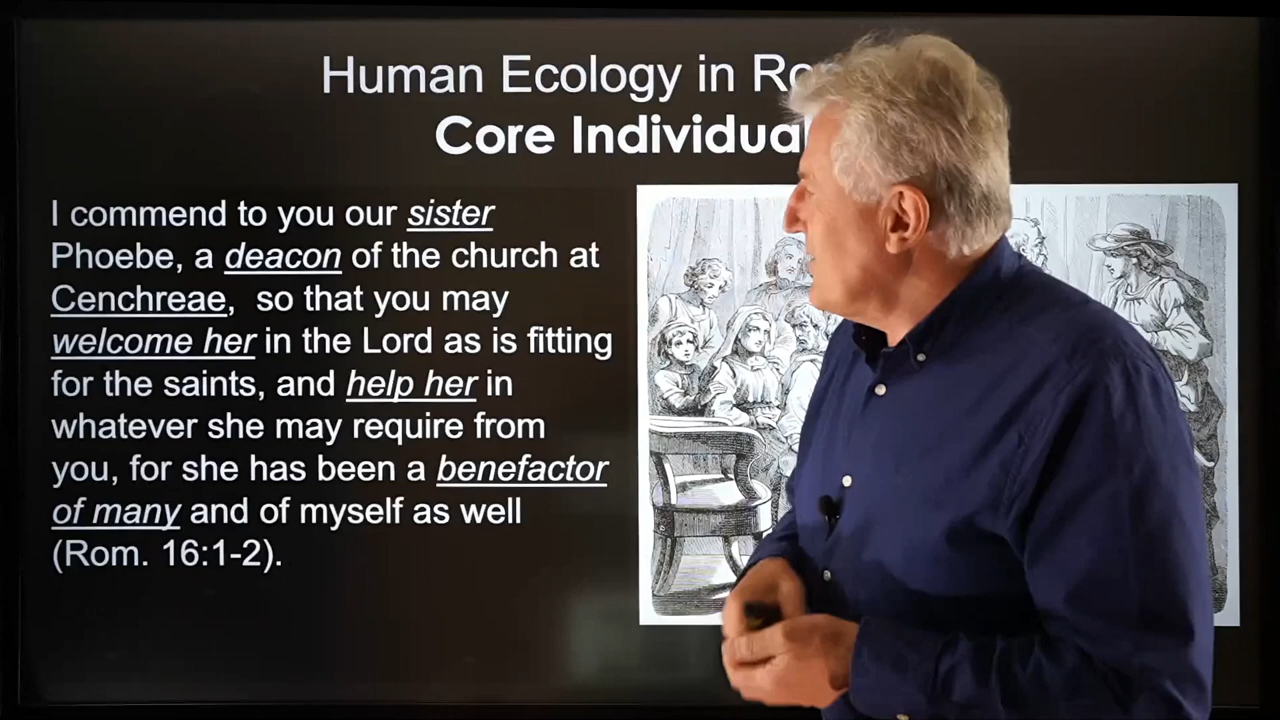 Human Ecology in
Core
I commend to you our sister
Phoebe, a deacon of the church at
Cenchreae,  so that you may
welcome her in the Lord as is fitting
for the saints, and help her in
whatever she may require from
you, for she has been a benefactor
of many and of myself as well
(Rom. 16:1-2).